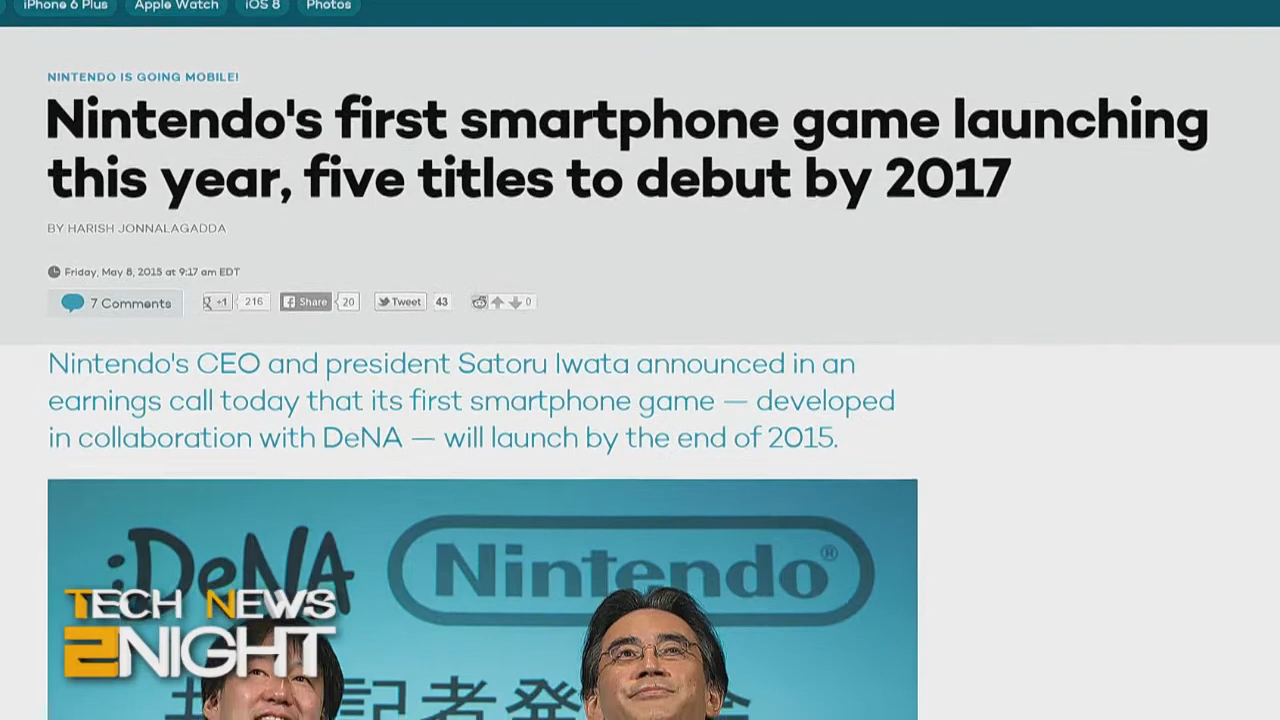 iPhone 6 Plus Apple Watch iOS 8 Photos
NINTENDO IS GOING MOBILE!
Nintendo's first smartphone game launching
this year, five titles to debut by 2017
BY HARISH JONNALAGADDA
Friday, May 8, 2015 at 9:17 am EDT
7 Comments +1 216 Share 20 Tweet 43 0
Nintendo's CEO and president Satoru Iwata announced in an
earnings call today that its first smartphone game — developed
in collaboration with DeNA — will launch by the end of 2015.
:DeNA Nintendo®
TECH NEWS
2NIGHT
記者発